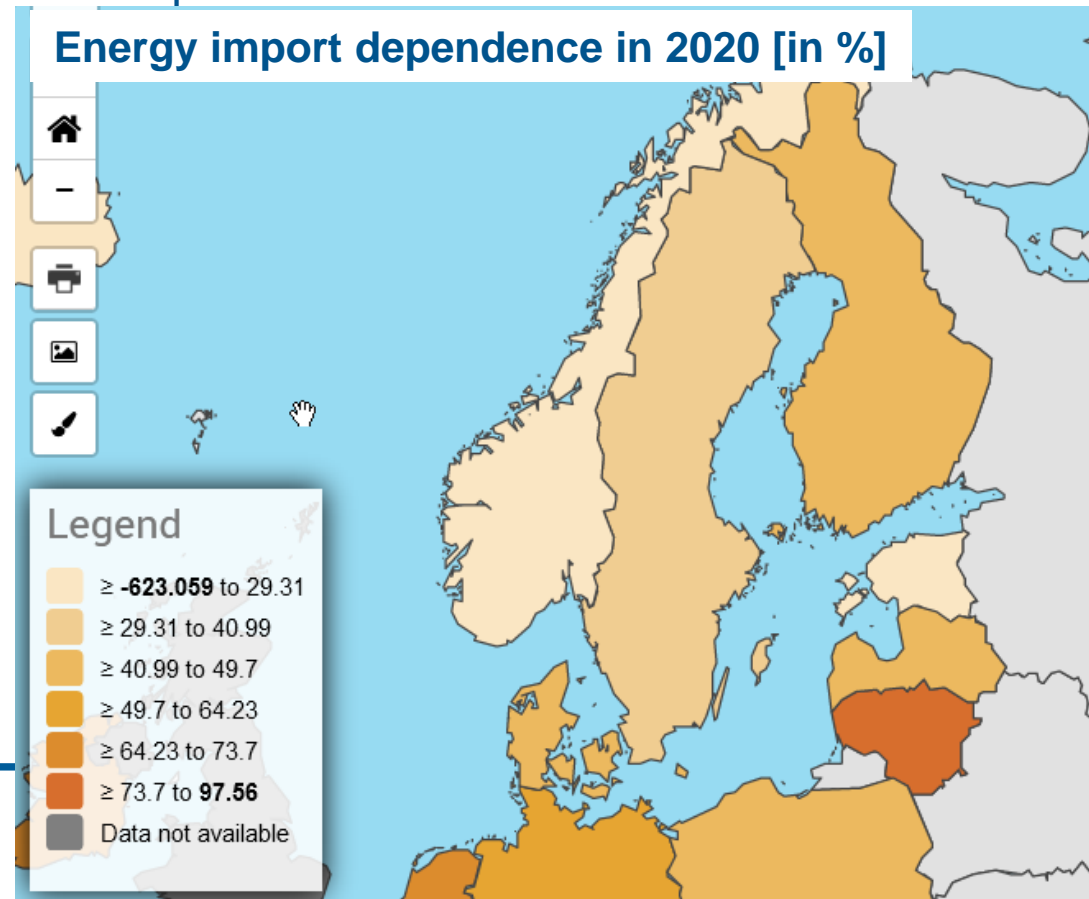 Energy import dependence in 2020 [in %]
Legend
≥ -623.059 to 29.31
≥ 29.31 to 40.99
≥ 40.99 to 49.7
≥ 49.7 to 64.23
≥ 64.23 to 73.7
≥ 73.7 to 97.56
Data not available